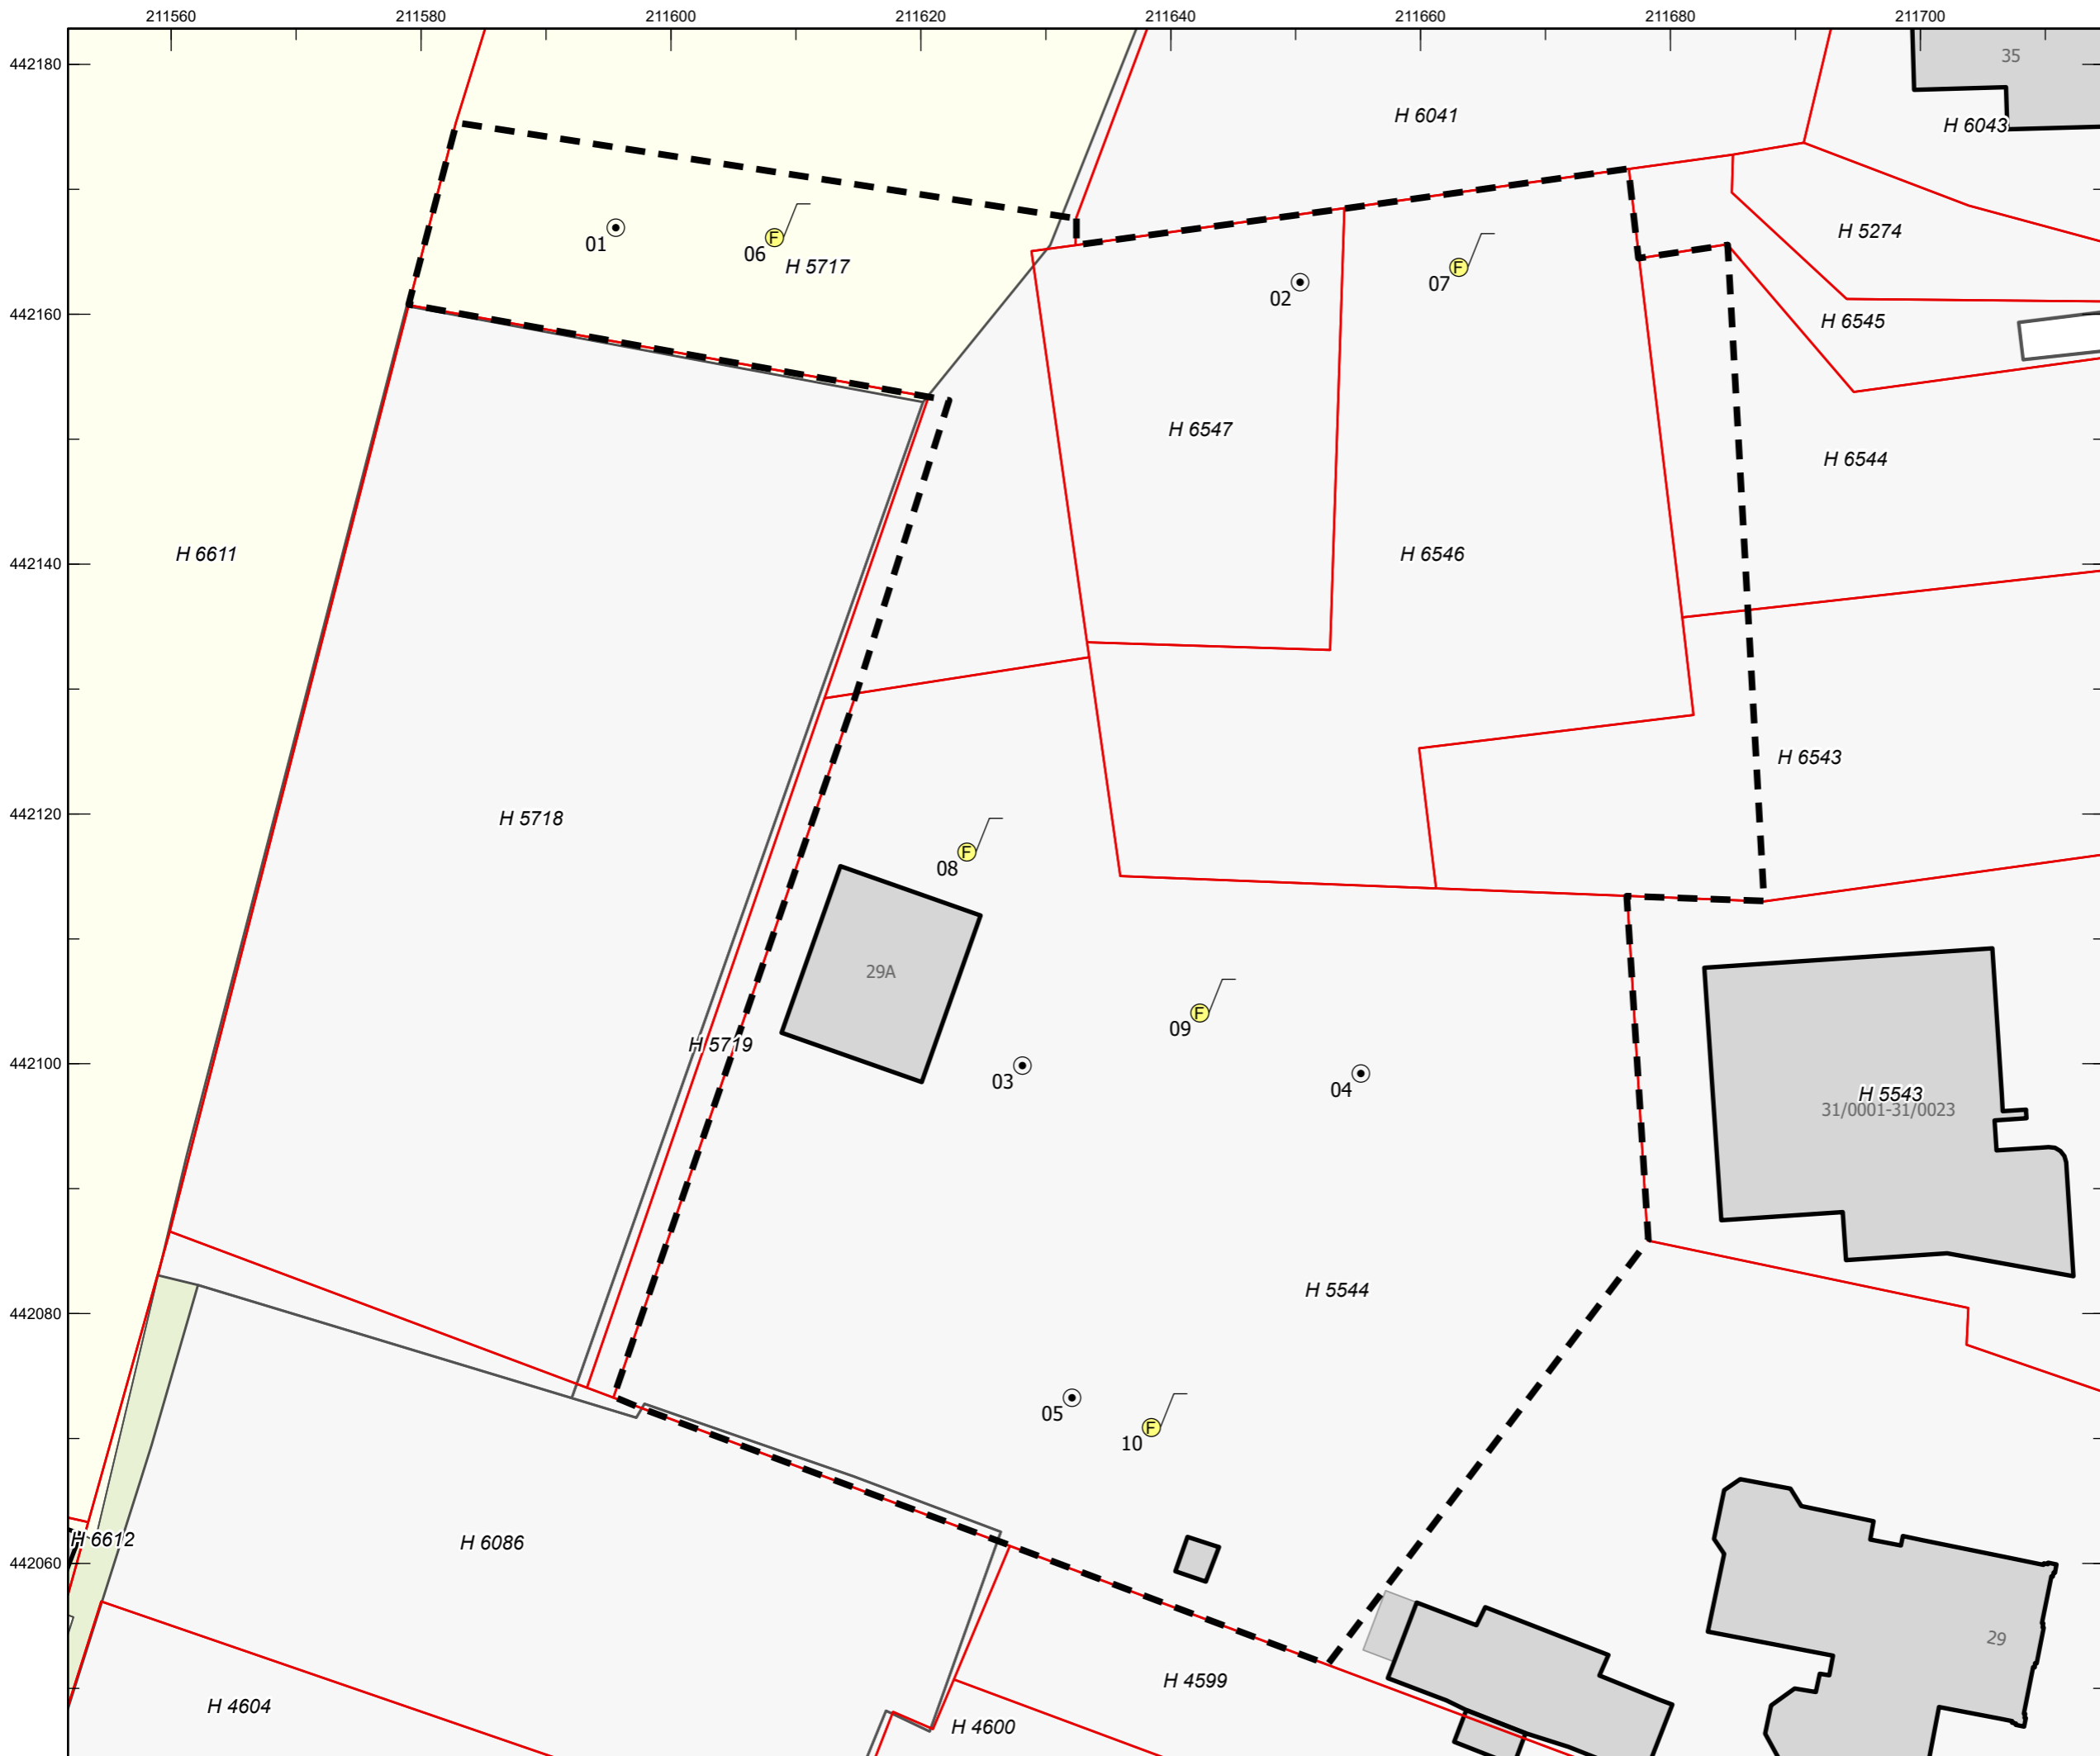 211560 211580 211600 211620 211640 211660 211680 211700
442180
35
H 6041
H 6043
01
06 F
H 5717
H 5274
02
07 F
442160
H 6545
H 6547
H 6544
442140
H 6611
H 6546
H 6543
442120
H 5718
08 F
29A
09 F
H 5719
442100
03
04
H 5543
31/0001-31/0023
H 5544
442080
05
10 F
H 6612
H 6086
442060
29
H 4599
H 4604
H 4600